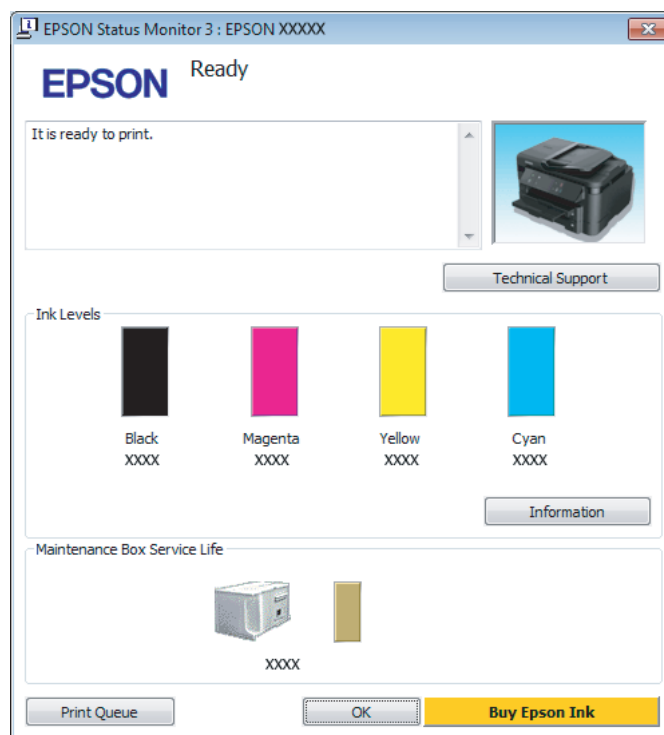 EPSON Status Monitor 3 : EPSON XXXXX
EPSON
Ready
It is ready to print.
Technical Support
Ink Levels
Black Magenta Yellow Cyan
XXXX XXXX XXXX XXXX
Information
Maintenance Box Service Life
XXXX
Print Queue OK Buy Epson Ink